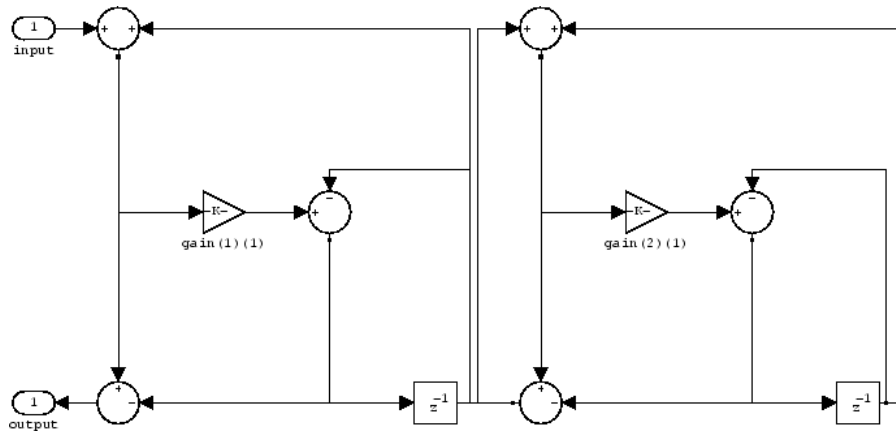 1
+ +
+ +
input
-
-
-K-
+
-K-
+
gain(1)(1)
gain(2)(1)
+
+
1
-
z-1
-
z-1
output